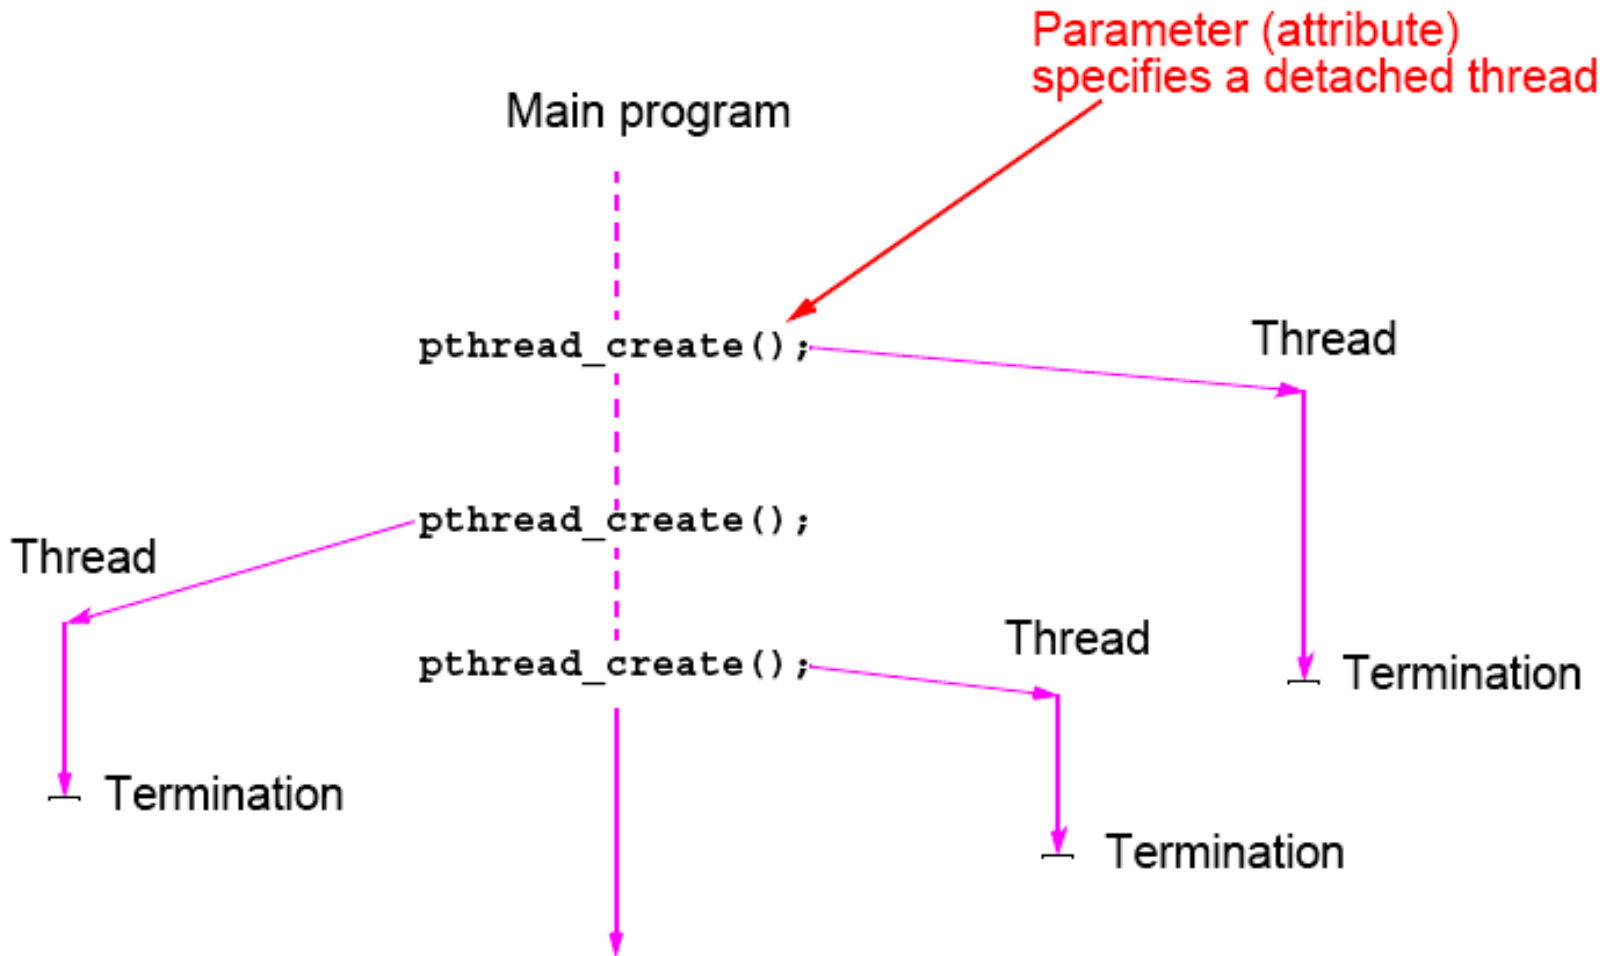 Parameter (attribute)
specifies a detached thread
Main program
pthread_create();
Thread
pthread_create();
Thread
Thread
pthread_create();
Termination
Termination
Termination